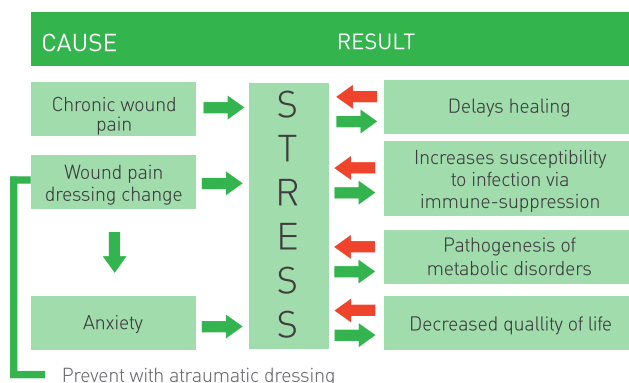 CAUSE
RESULT
Chronic wound
pain
Wound pain
dressing change
Anxiety
STRESS
Delays healing
Increases susceptibility
to infection via
immune-suppression
Pathogenesis of
metabolic disorders
Decreased quallity of life
Prevent with atraumatic dressing